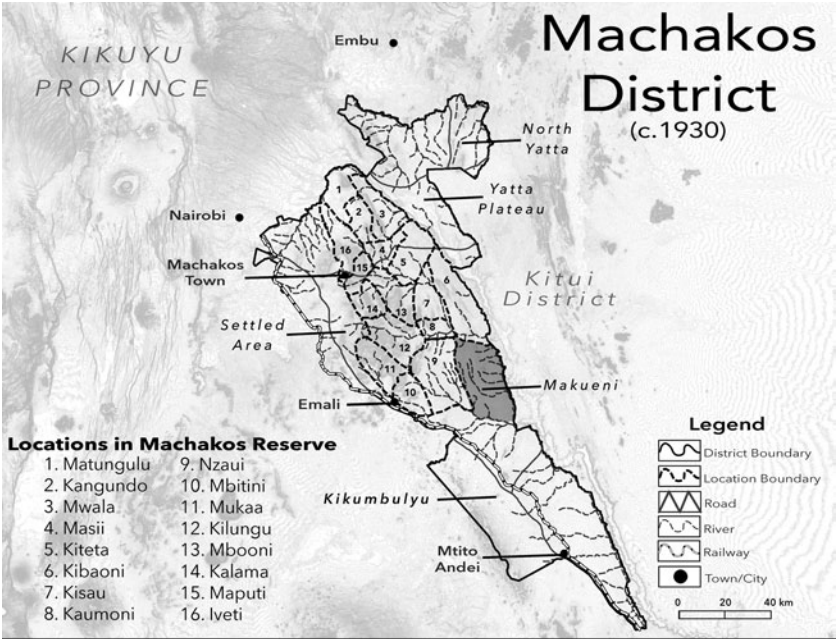 Machakos
District
(c.1930)
KIKUYU
PROVINCE
Embu
North
Yatta
Yatta
Plateau
Nairobi
Machakos
Town
Kitui
District
Settled
Area
Makueni
Emali
Kikumbulyu
Mtito
Andei
1
2
3
16
4
15
5
6
14
13
7
8
12
9
11
10
Locations in Machakos Reserve
1. Matungulu
2. Kangundo
3. Mwala
4. Masii
5. Kiteta
6. Kibaoni
7. Kisau
8. Kaumoni
9. Nzaui
10. Mbitini
11. Mukaa
12. Kilungu
13. Mbooni
14. Kalama
15. Maputi
16. Iveti
Legend
District Boundary
Location Boundary
Road
River
Railway
Town/City
0 20 40 km